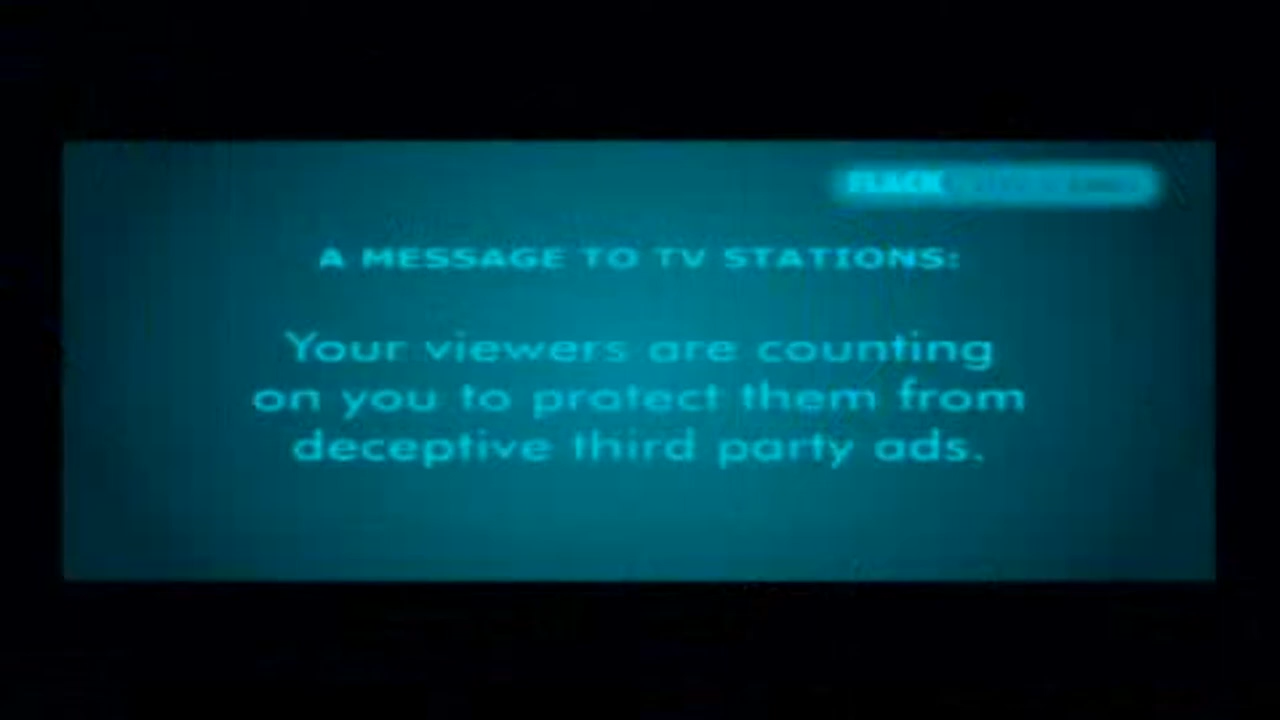 A MESSAGE TO TV STATIONS:
Your viewers are counting
on you to protect them from
deceptive third party ads.